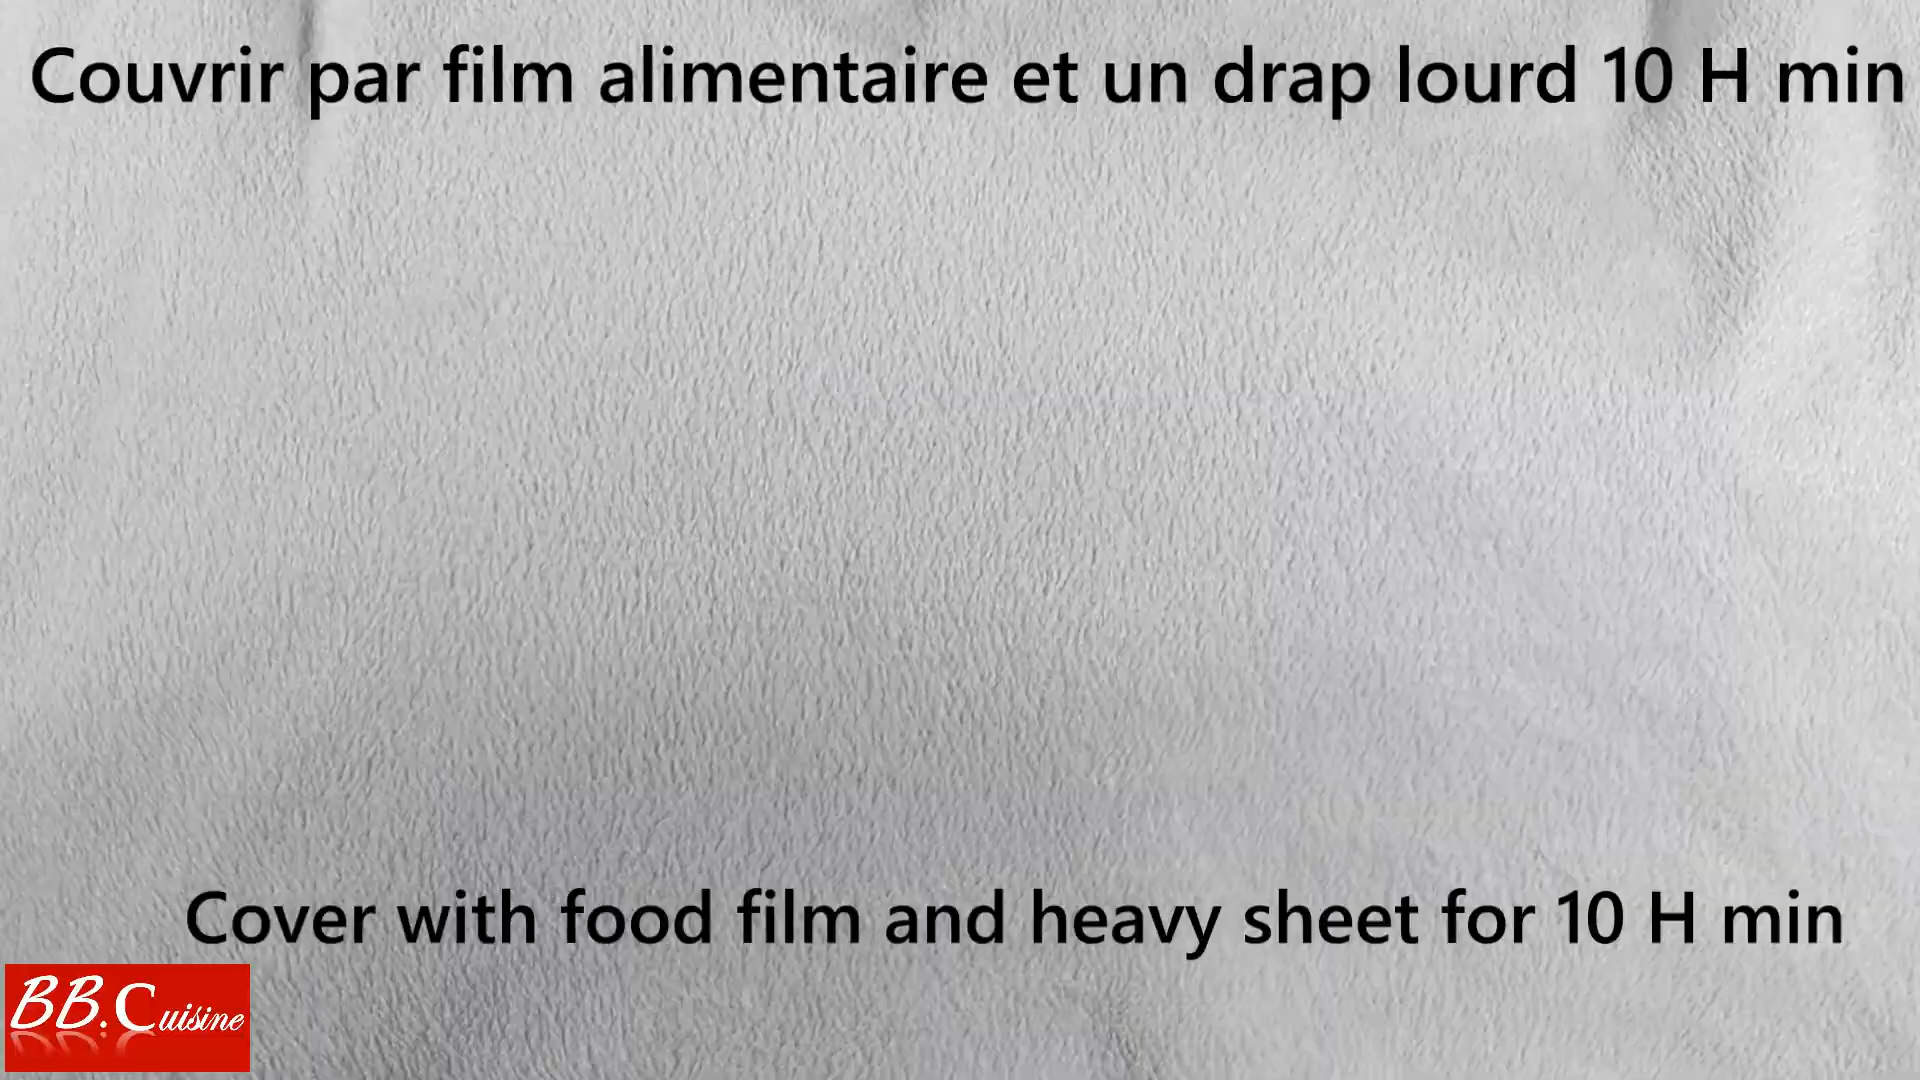 Couvrir par film alimentaire et un drap lourd 10 H min
Cover with food film and heavy sheet for 10 H min
BB.Cuisine